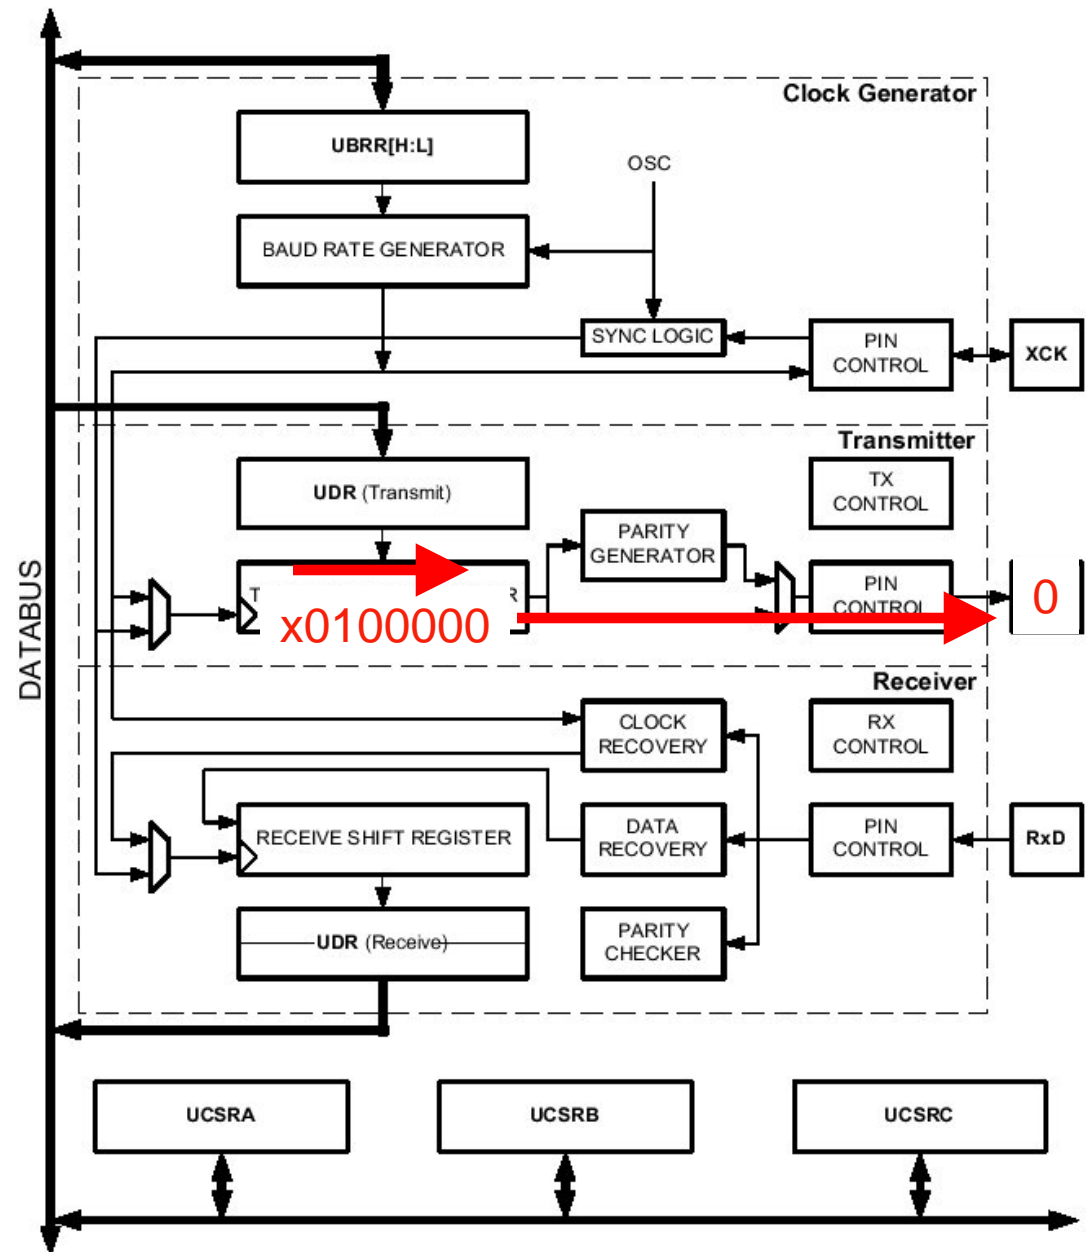 Clock Generator
UBRR[H:L]
OSC
BAUD RATE GENERATOR
SYNC LOGIC
PIN
CONTROL
XCK
Transmitter
TX
CONTROL
UDR (Transmit)
PARITY
GENERATOR
T
R
PIN
CONTROL
x0100000
0
DATABUS
Receiver
CLOCK
RECOVERY
RX
CONTROL
RECEIVE SHIFT REGISTER
DATA
RECOVERY
PIN
CONTROL
RxD
UDR (Receive)
PARITY
CHECKER
UCSRA
UCSRB
UCSRC